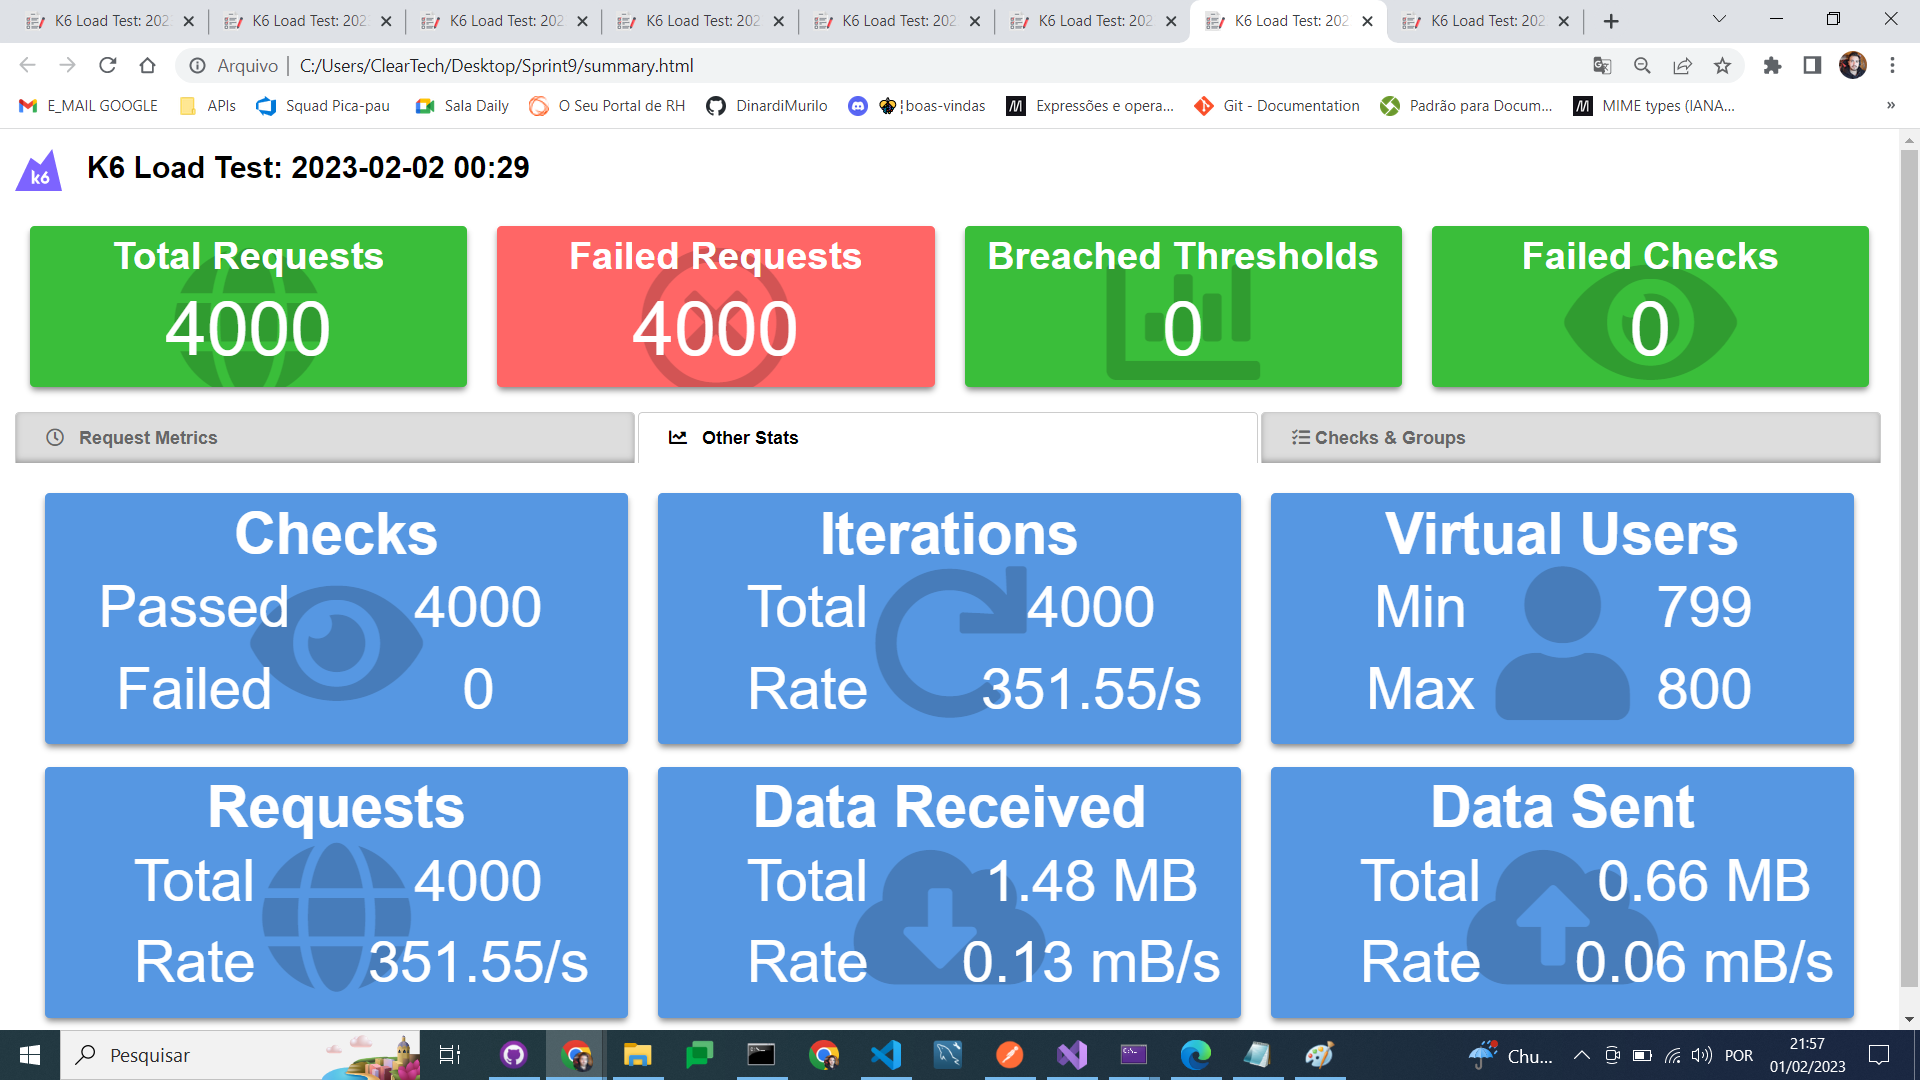 K6 Load Test: 202
K6 Load Test: 202
K6 Load Test: 202
K6 Load Test: 202
K6 Load Test: 202
K6 Load Test: 202
K6 Load Test: 202
K6 Load Test: 202
Arquivo | C:/Users/ClearTech/Desktop/Sprint9/summary.html
E_MAIL GOOGLE
APIs
Squad Pica-pau
Sala Daily
O Seu Portal de RH
DinardiMurilo
¦boas-vindas
Expressões e opera...
Git - Documentation
Padrão para Docum...
MIME types (IANA...
»
k6
K6 Load Test: 2023-02-02 00:29
Total Requests
4000
Failed Requests
4000
Breached Thresholds
0
Failed Checks
0
Request Metrics
Other Stats
Checks & Groups
Checks
Passed 4000
Failed 0
Iterations
Total 4000
Rate 351.55/s
Virtual Users
Min 799
Max 800
Requests
Total 4000
Rate 351.55/s
Data Received
Total 1.48 MB
Rate 0.13 mB/s
Data Sent
Total 0.66 MB
Rate 0.06 mB/s
Pesquisar
Chu...
POR
21:57
01/02/2023